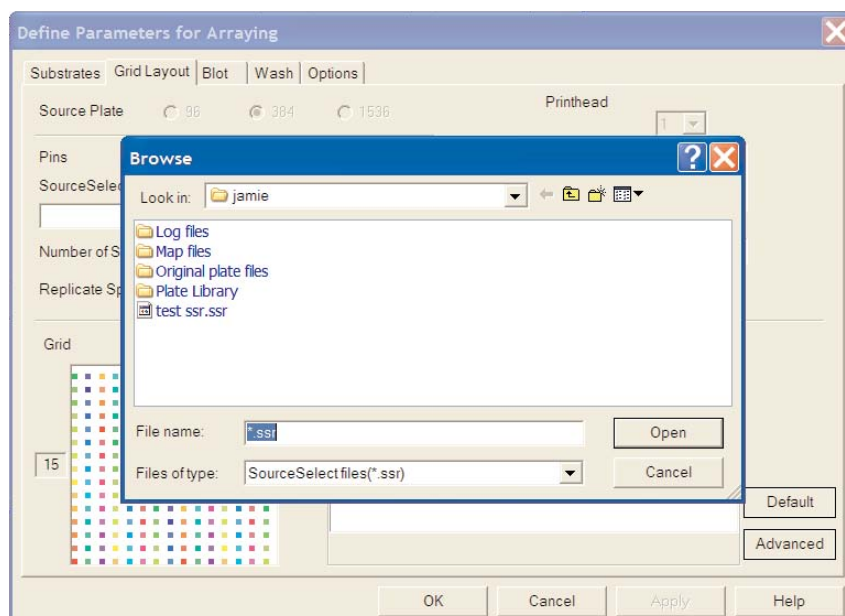 Define Parameters for Arraying
Substrates Grid Layout Blot Wash Options
Source Plate 96 384 1536 Printhead
1
Pins
Browse
SourceSelec
Look in: jamie
Log files
Map files
Original plate files
Plate Library
test ssr.ssr
Number of S
Replicate Sp
Grid
15
File name: *.ssr Open
Files of type: SourceSelect files(*.ssr) Cancel
Default
Advanced
OK Cancel Apply Help